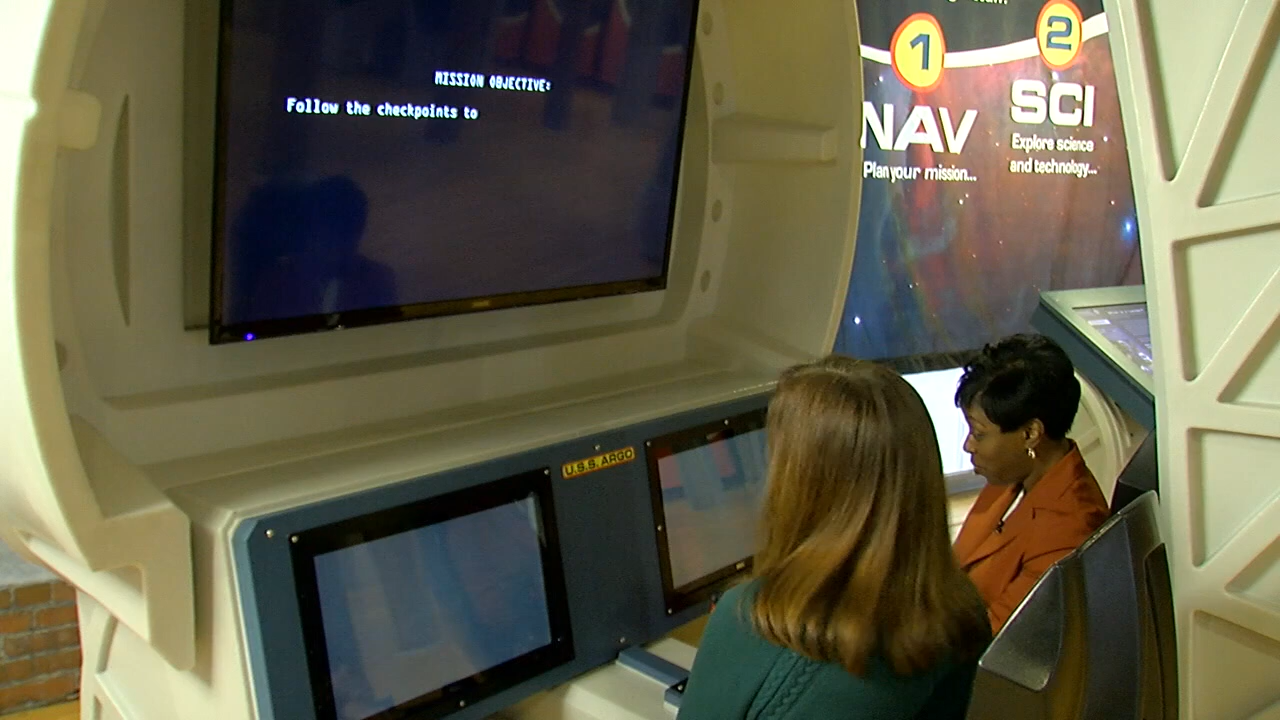 MISSION OBJECTIVE:
Follow the checkpoints to
1
NAV
Plan your mission...
2
SCI
Explore science
and technology...
U.S.S. ARGO